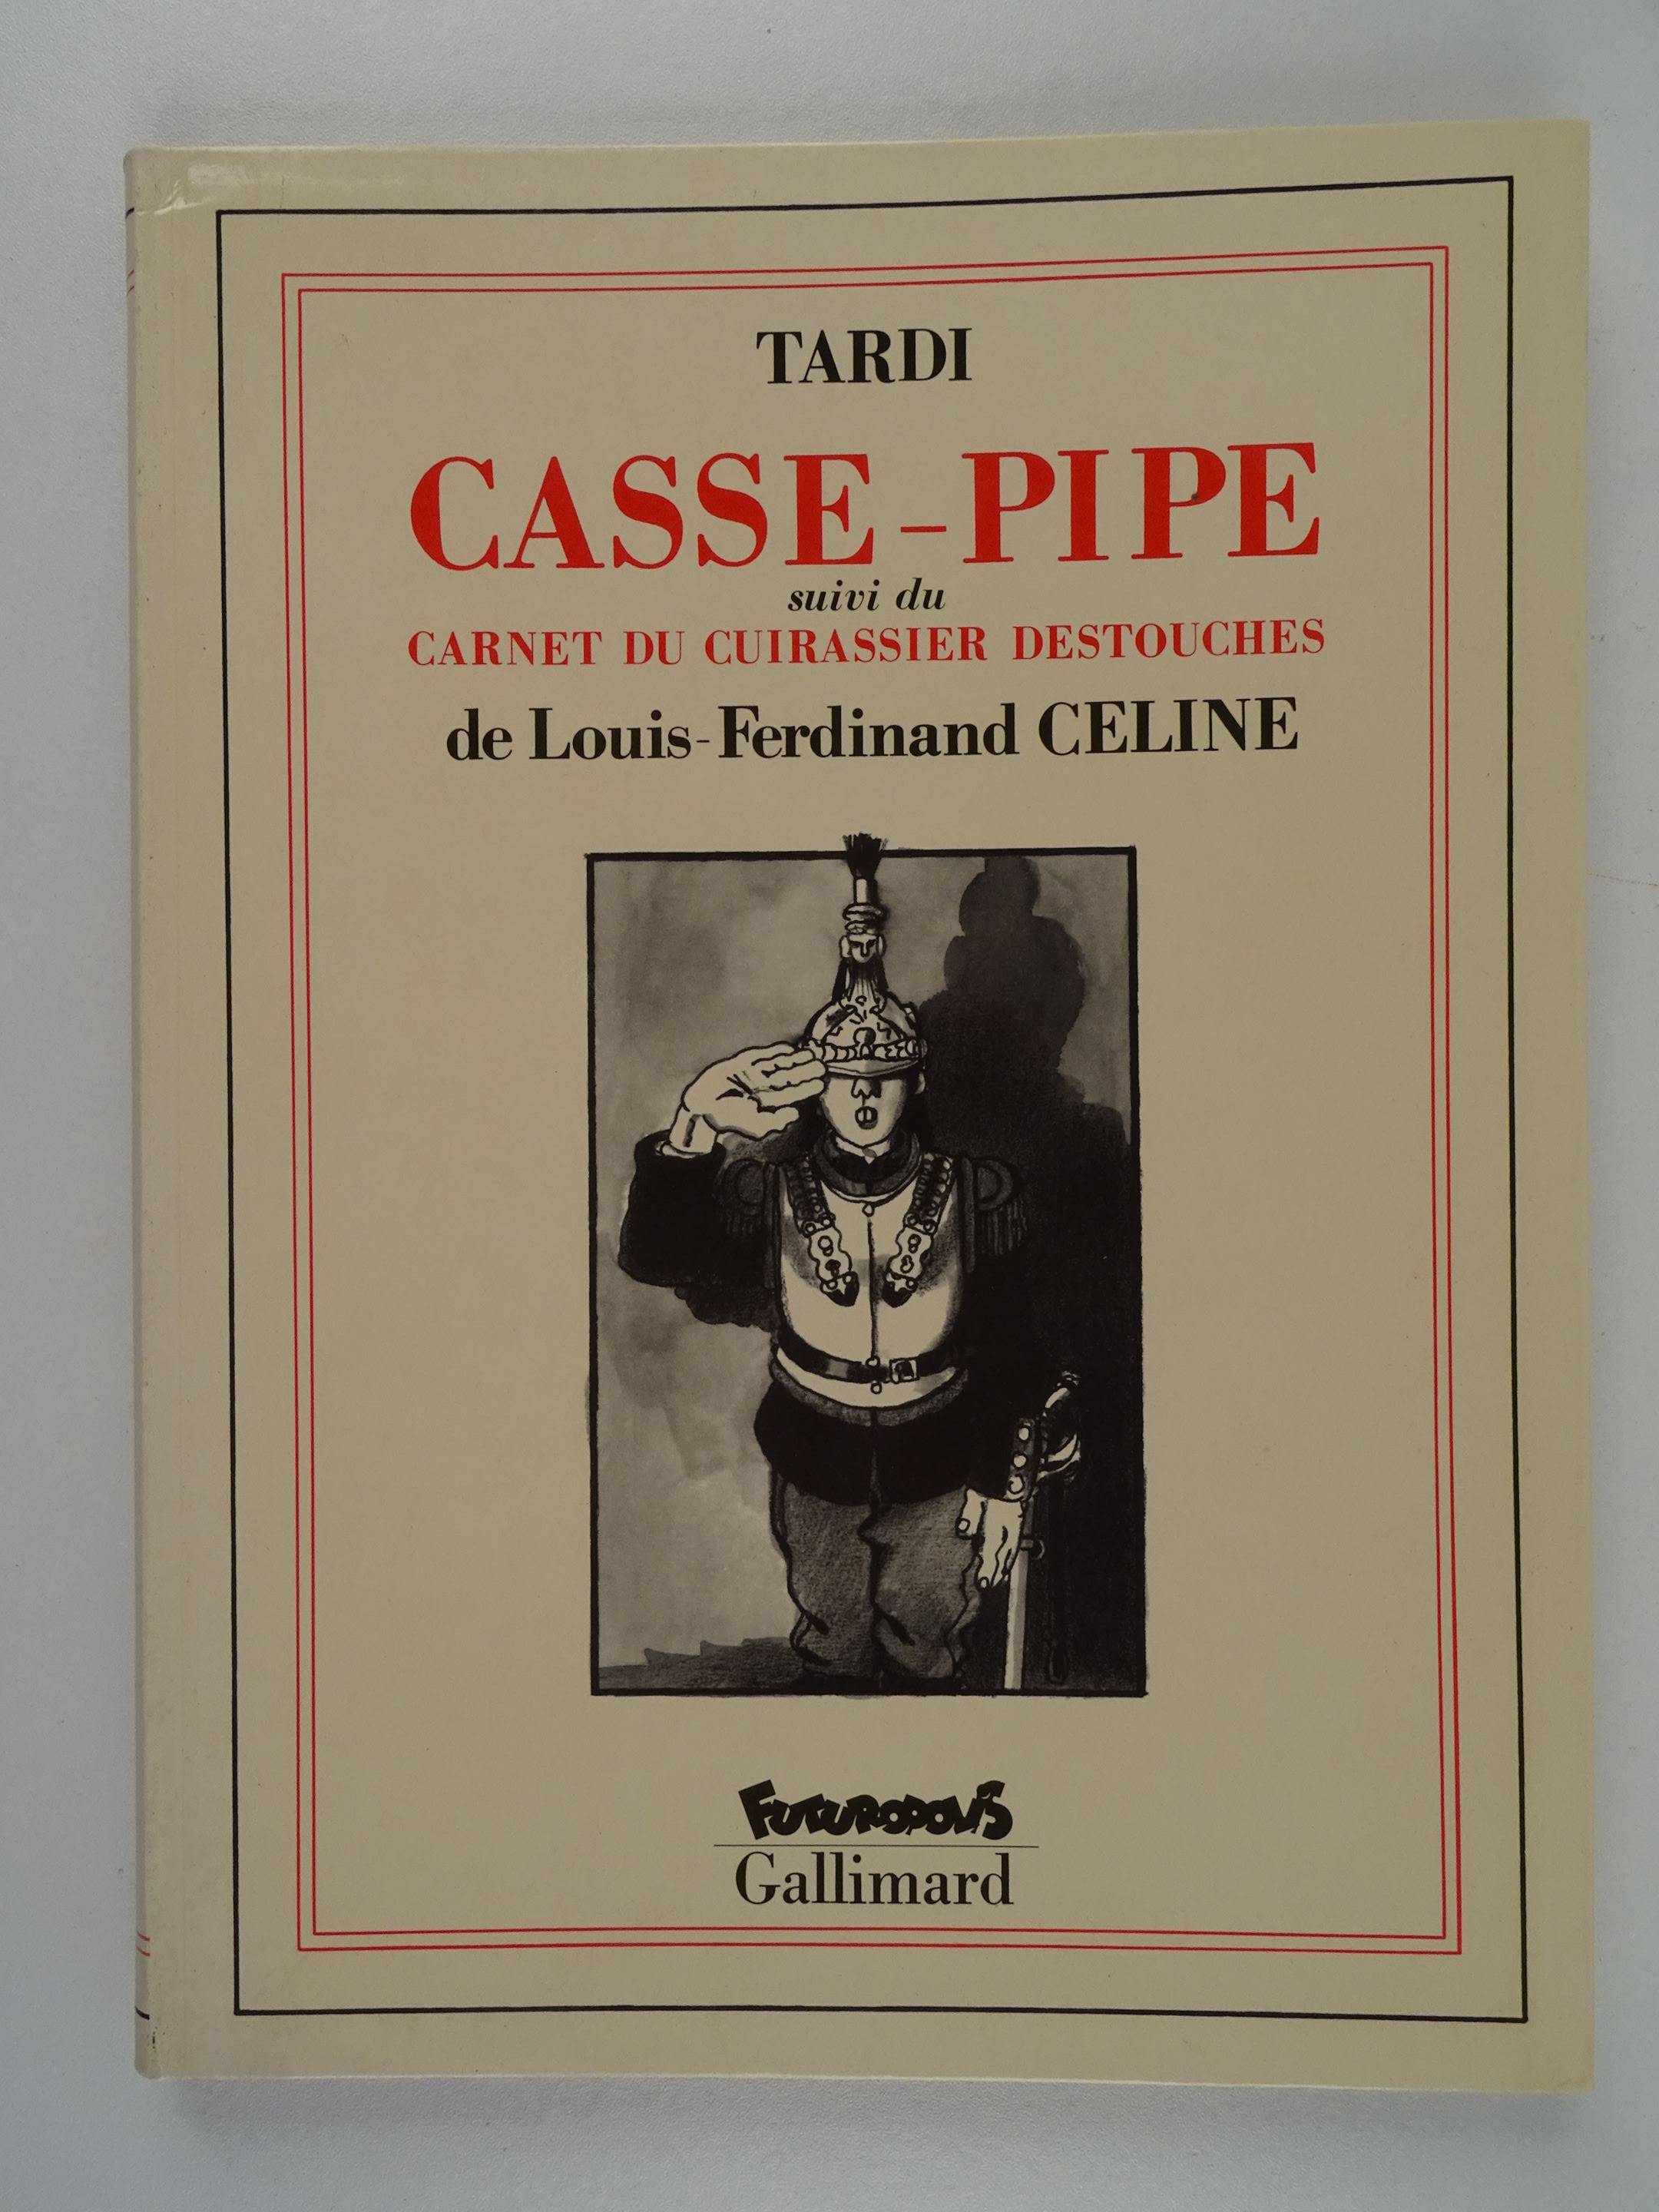 TARDI
CASSE-PIPE
suivi du
CARNET DU CUIRASSIER DESTOUCHES
de Louis-Ferdinand CELINE
FUTUROPOLIS
Gallimard